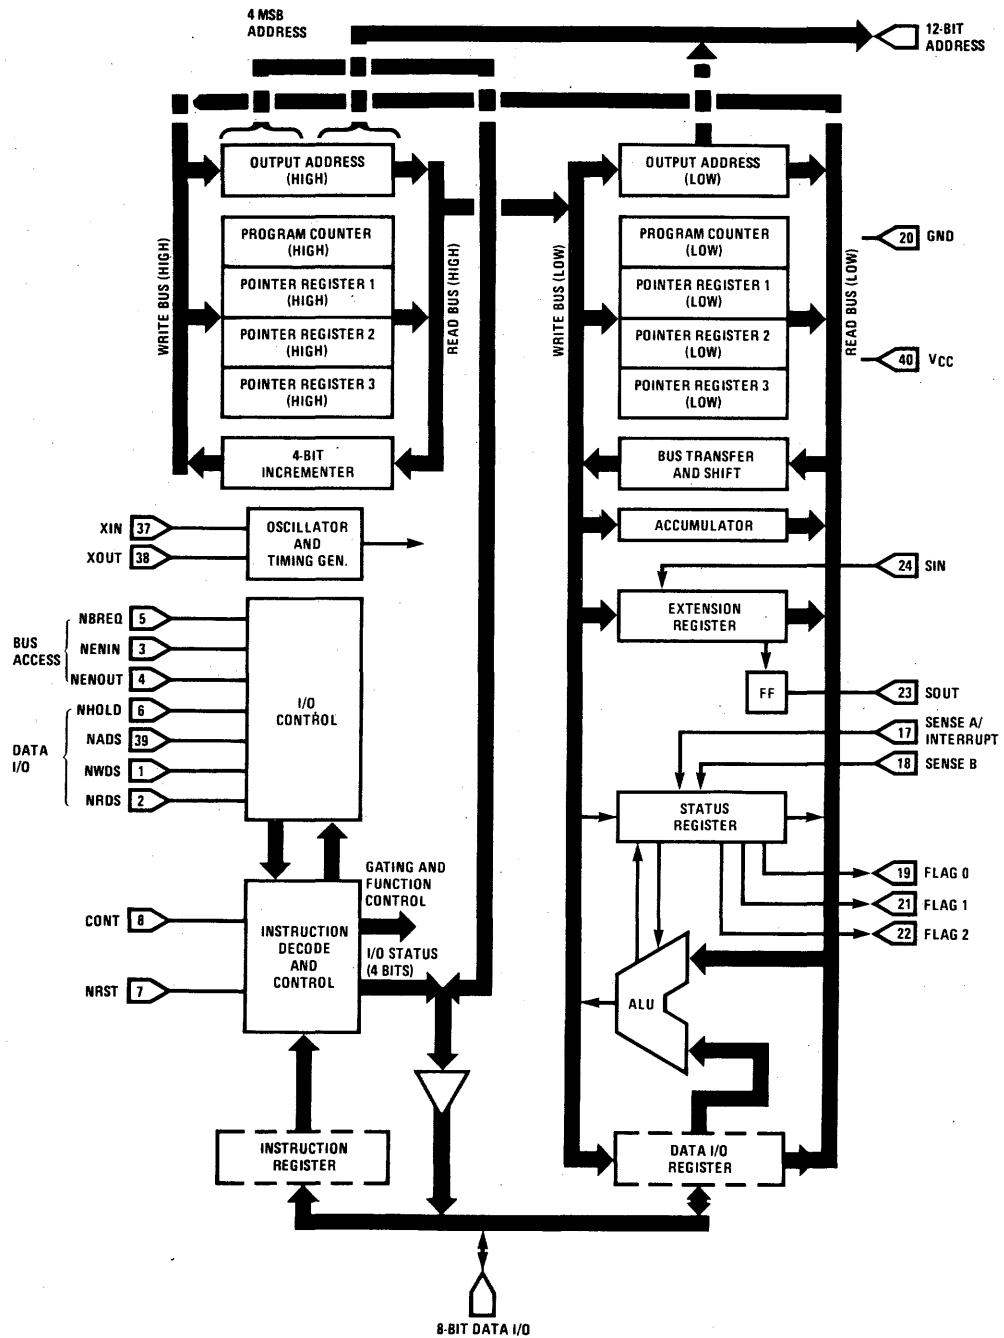 4 MSB
ADDRESS
12-BIT
ADDRESS
OUTPUT ADDRESS
(HIGH)
OUTPUT ADDRESS
(LOW)
WRITE BUS (HIGH)
PROGRAM COUNTER
(HIGH)
POINTER REGISTER 1
(HIGH)
POINTER REGISTER 2
(HIGH)
POINTER REGISTER 3
(HIGH)
READ BUS (HIGH)
4-BIT
INCREMENTER
WRITE BUS (LOW)
PROGRAM COUNTER
(LOW)
POINTER REGISTER 1
(LOW)
POINTER REGISTER 2
(LOW)
POINTER REGISTER 3
(LOW)
READ BUS (LOW)
20 GND
40 VCC
BUS TRANSFER
AND SHIFT
ACCUMULATOR
XIN 37
XOUT 38
OSCILLATOR
AND
TIMING GEN.
24 SIN
EXTENSION
REGISTER
FF
23 SOUT
BUS
ACCESS
NBREQ 5
NENIN 3
NENOUT 4
DATA
I/O
NHOLD 6
NADS 39
NWDS 1
NRDS 2
I/O
CONTROL
17 SENSE A/
INTERRUPT
18 SENSE B
STATUS
REGISTER
19 FLAG 0
21 FLAG 1
22 FLAG 2
GATING AND
FUNCTION
CONTROL
CONT 8
NRST 7
INSTRUCTION
DECODE
AND
CONTROL
I/O STATUS
(4 BITS)
ALU
INSTRUCTION
REGISTER
DATA I/O
REGISTER
8-BIT DATA I/O